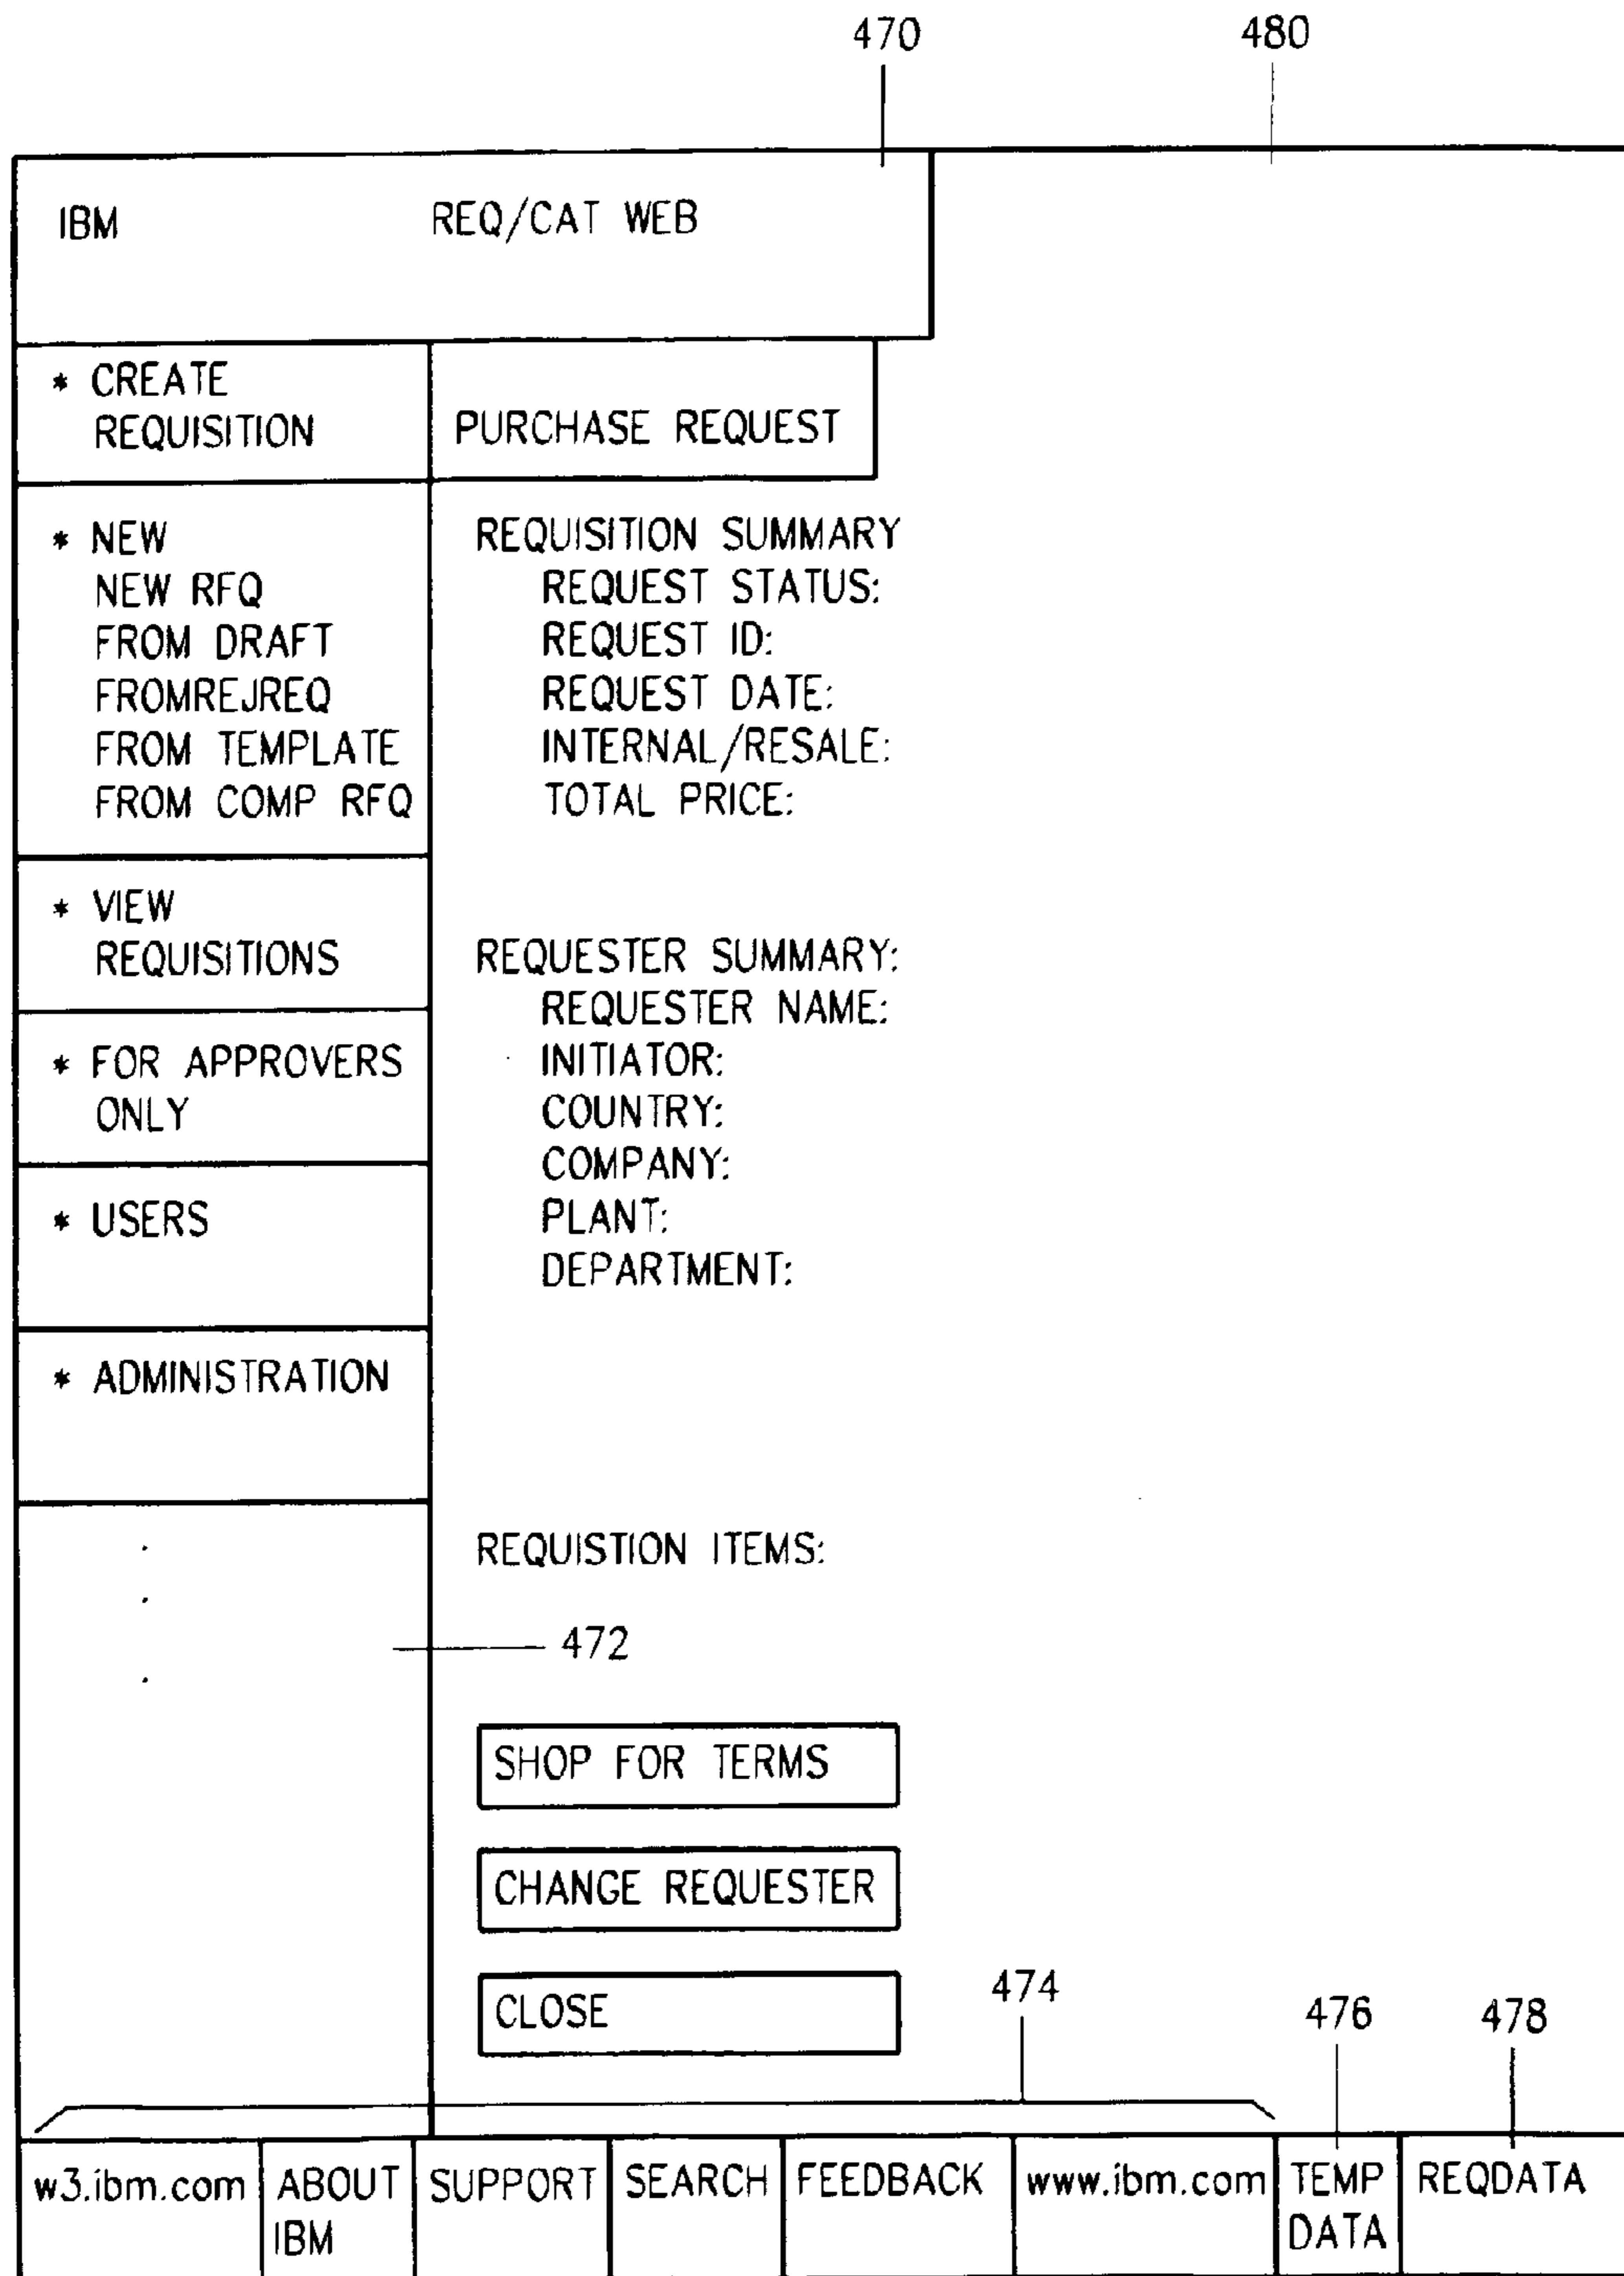 470 480
IBM REQ/CAT WEB
* CREATE
REQUISITION
PURCHASE REQUEST
* NEW
NEW RFQ
FROM DRAFT
FROMREJREQ
FROM TEMPLATE
FROM COMP RFQ
* VIEW
REQUISITIONS
* FOR APPROVERS
ONLY
* USERS
* ADMINISTRATION
REQUISITION SUMMARY
REQUEST STATUS:
REQUEST ID:
REQUEST DATE:
INTERNAL/RESALE:
TOTAL PRICE:
REQUESTER SUMMARY:
REQUESTER NAME:
INITIATOR:
COUNTRY:
COMPANY:
PLANT:
DEPARTMENT:
REQUISTION ITEMS:
472
SHOP FOR TERMS
CHANGE REQUESTER
CLOSE
474
476
478
w3.ibm.com
ABOUT
IBM
SUPPORT
SEARCH
FEEDBACK
www.ibm.com
TEMP
DATA
REQDATA